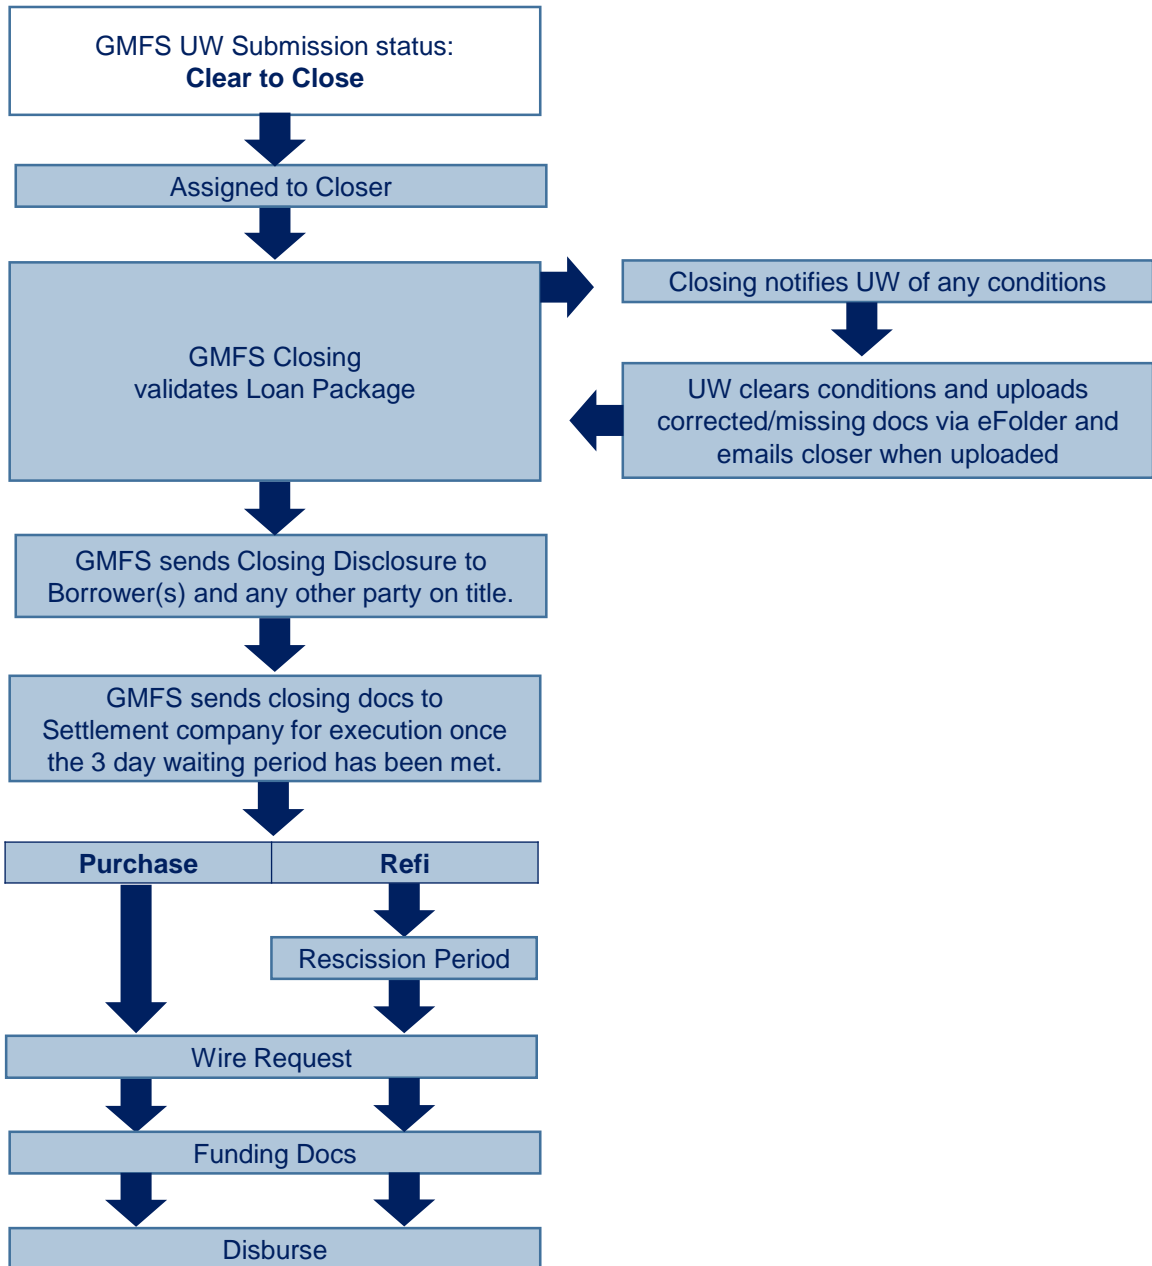 GMFS UW Submission status:
Clear to Close
Assigned to Closer
GMFS Closing
validates Loan Package
Closing notifies UW of any conditions
UW clears conditions and uploads
corrected/missing docs via eFolder and
emails closer when uploaded
GMFS sends Closing Disclosure to
Borrower(s) and any other party on title.
GMFS sends closing docs to
Settlement company for execution once
the 3 day waiting period has been met.
Purchase
Refi
Rescission Period
Wire Request
Funding Docs
Disburse